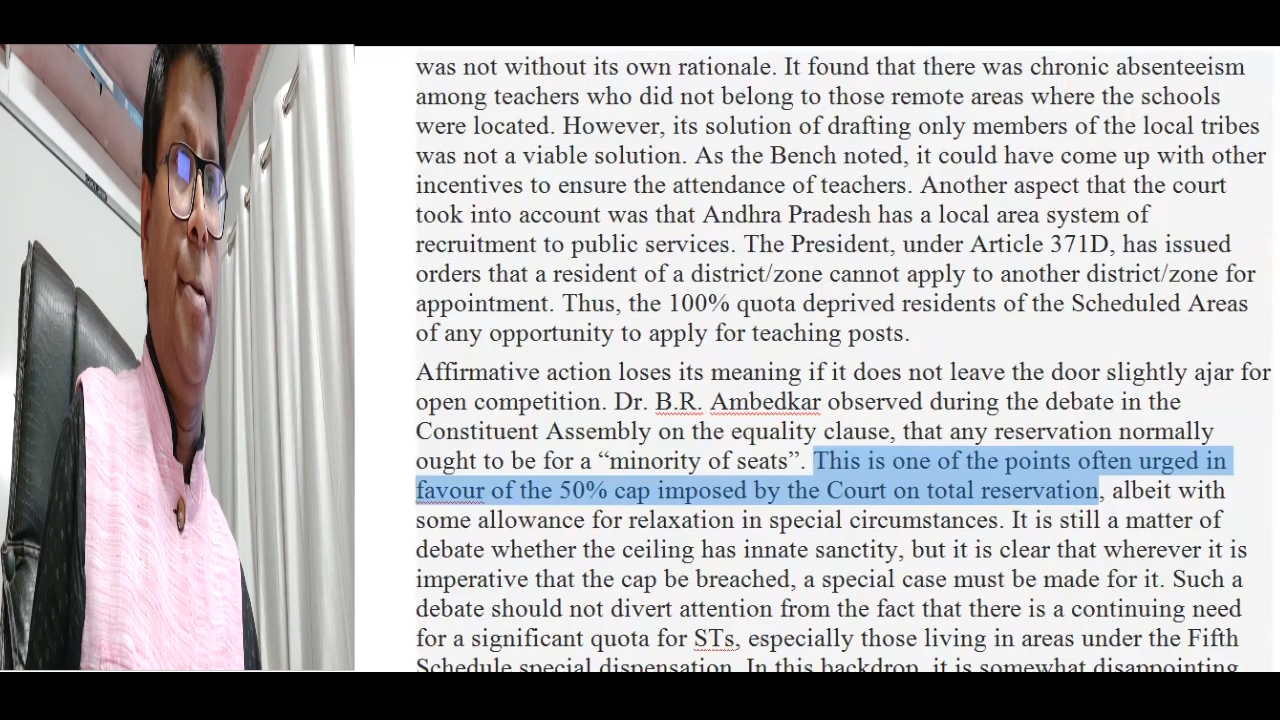 was not without its own rationale. It found that there was chronic absenteeism
among teachers who did not belong to those remote areas where the schools
were located. However, its solution of drafting only members of the local tribes
was not a viable solution. As the Bench noted, it could have come up with other
incentives to ensure the attendance of teachers. Another aspect that the court
took into account was that Andhra Pradesh has a local area system of
recruitment to public services. The President, under Article 371D, has issued
orders that a resident of a district/zone cannot apply to another district/zone for
appointment. Thus, the 100% quota deprived residents of the Scheduled Areas
of any opportunity to apply for teaching posts.
Affirmative action loses its meaning if it does not leave the door slightly ajar for
open competition. Dr. B.R. Ambedkar observed during the debate in the
Constituent Assembly on the equality clause, that any reservation normally
ought to be for a “minority of seats”. This is one of the points often urged in
favour of the 50% cap imposed by the Court on total reservation, albeit with
some allowance for relaxation in special circumstances. It is still a matter of
debate whether the ceiling has innate sanctity, but it is clear that wherever it is
imperative that the cap be breached, a special case must be made for it. Such a
debate should not divert attention from the fact that there is a continuing need
for a significant quota for STs, especially those living in areas under the Fifth
Schedule special dispensation. In this backdrop, it is somewhat disappointing